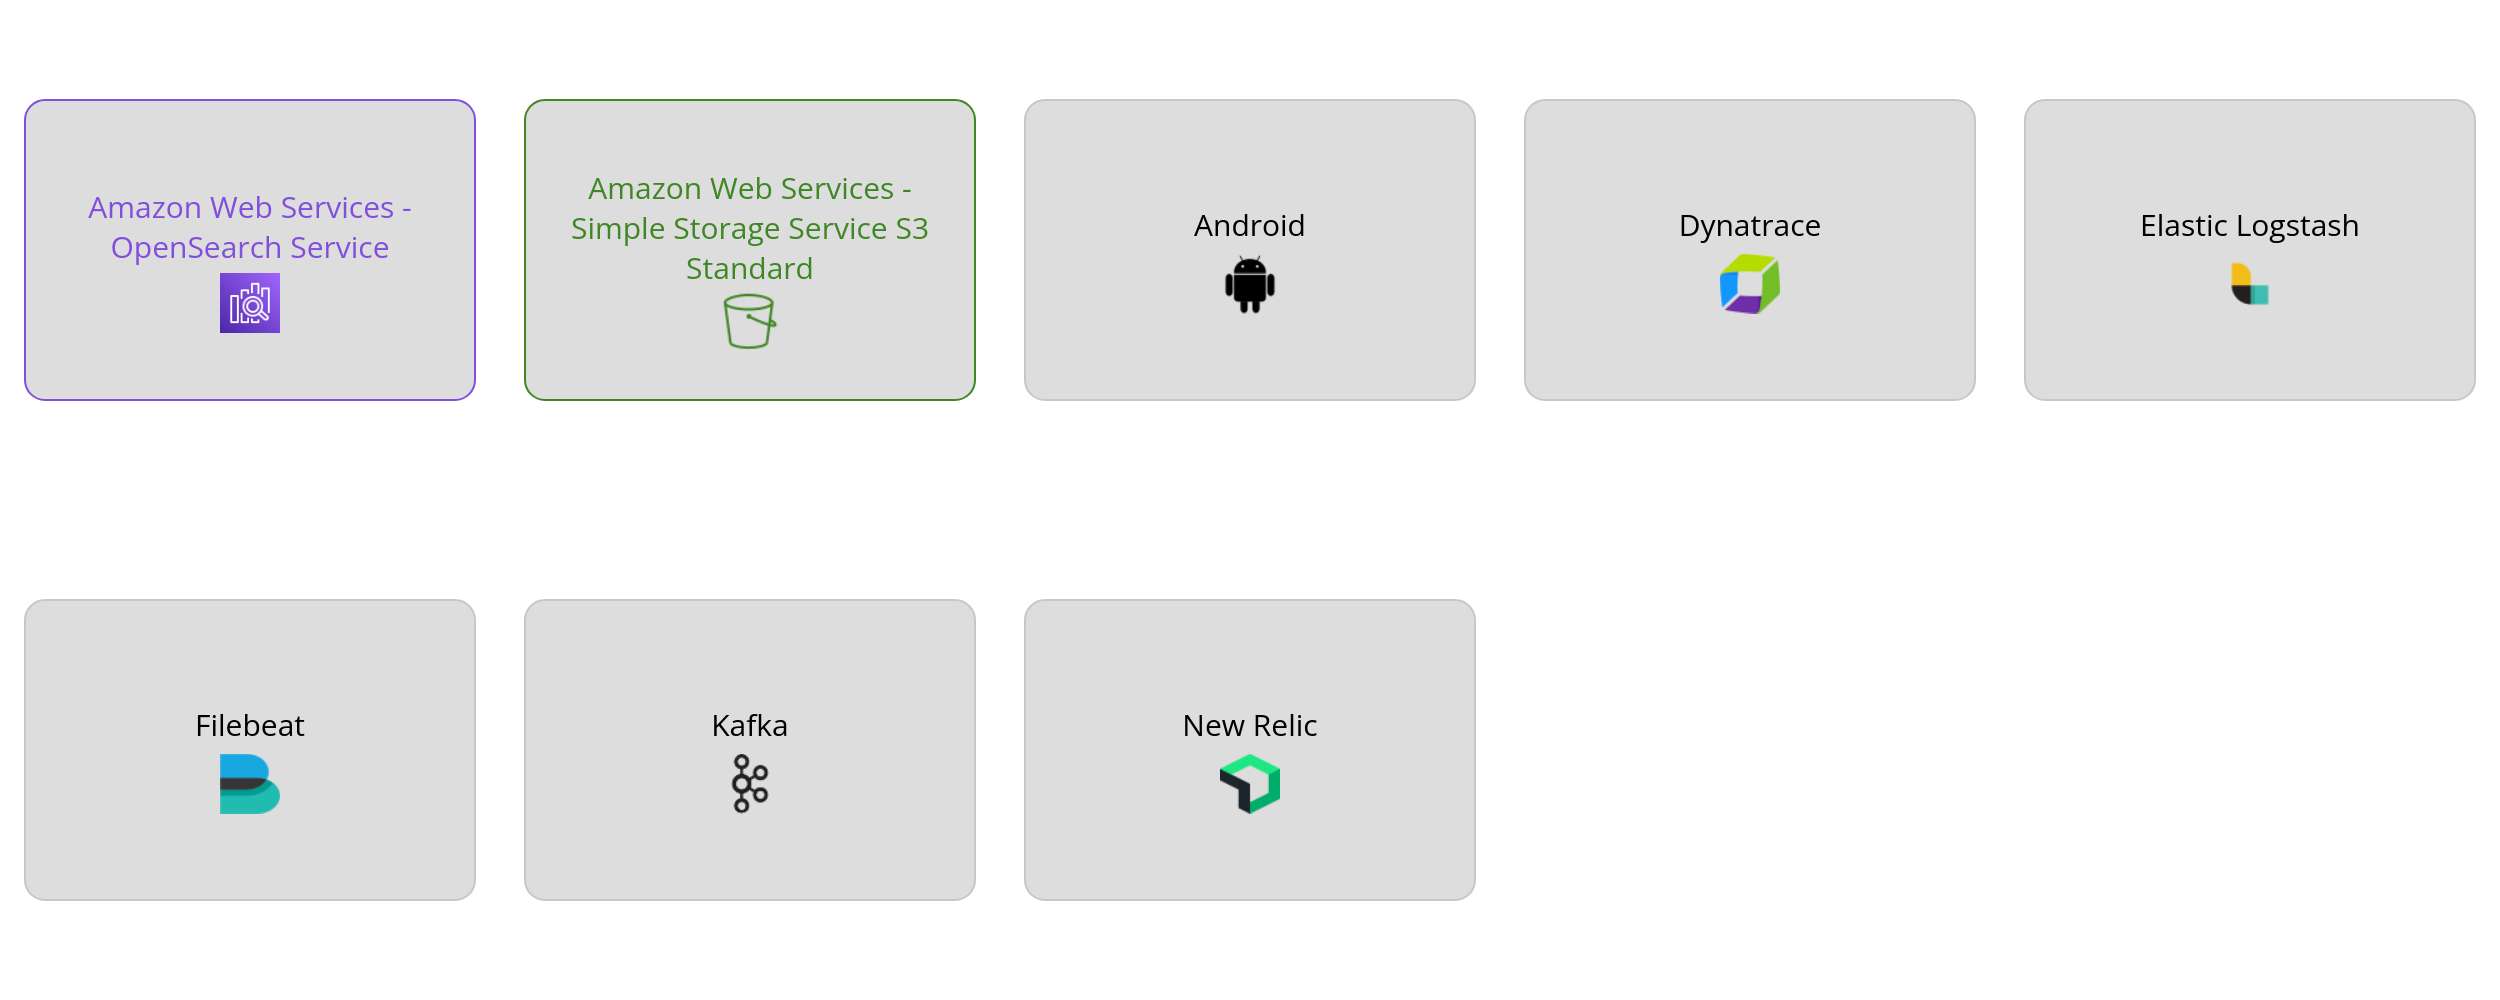 Amazon Web Services -
OpenSearch Service
Amazon Web Services -
Simple Storage Service S3
Standard
Android
Dynatrace
Elastic Logstash
Filebeat
Kafka
New Relic